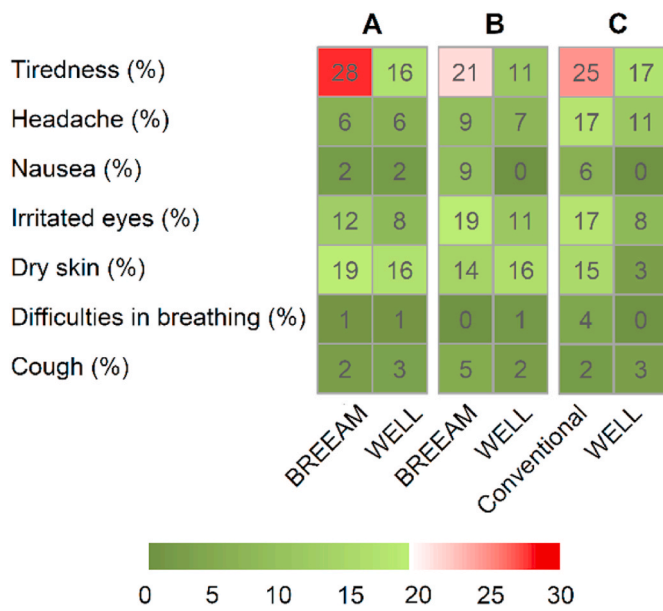 A B C
Tiredness (%) 28 16 21 11 25 17
Headache (%) 6 6 9 7 17 11
Nausea (%) 2 2 9 0 6 0
Irritated eyes (%) 12 8 19 11 17 8
Dry skin (%) 19 16 14 16 15 3
Difficulties in breathing (%) 1 1 0 1 4 0
Cough (%) 2 3 5 2 2 3
BREEAM WELL BREEAM WELL Conventional WELL
0 5 10 15 20 25 30